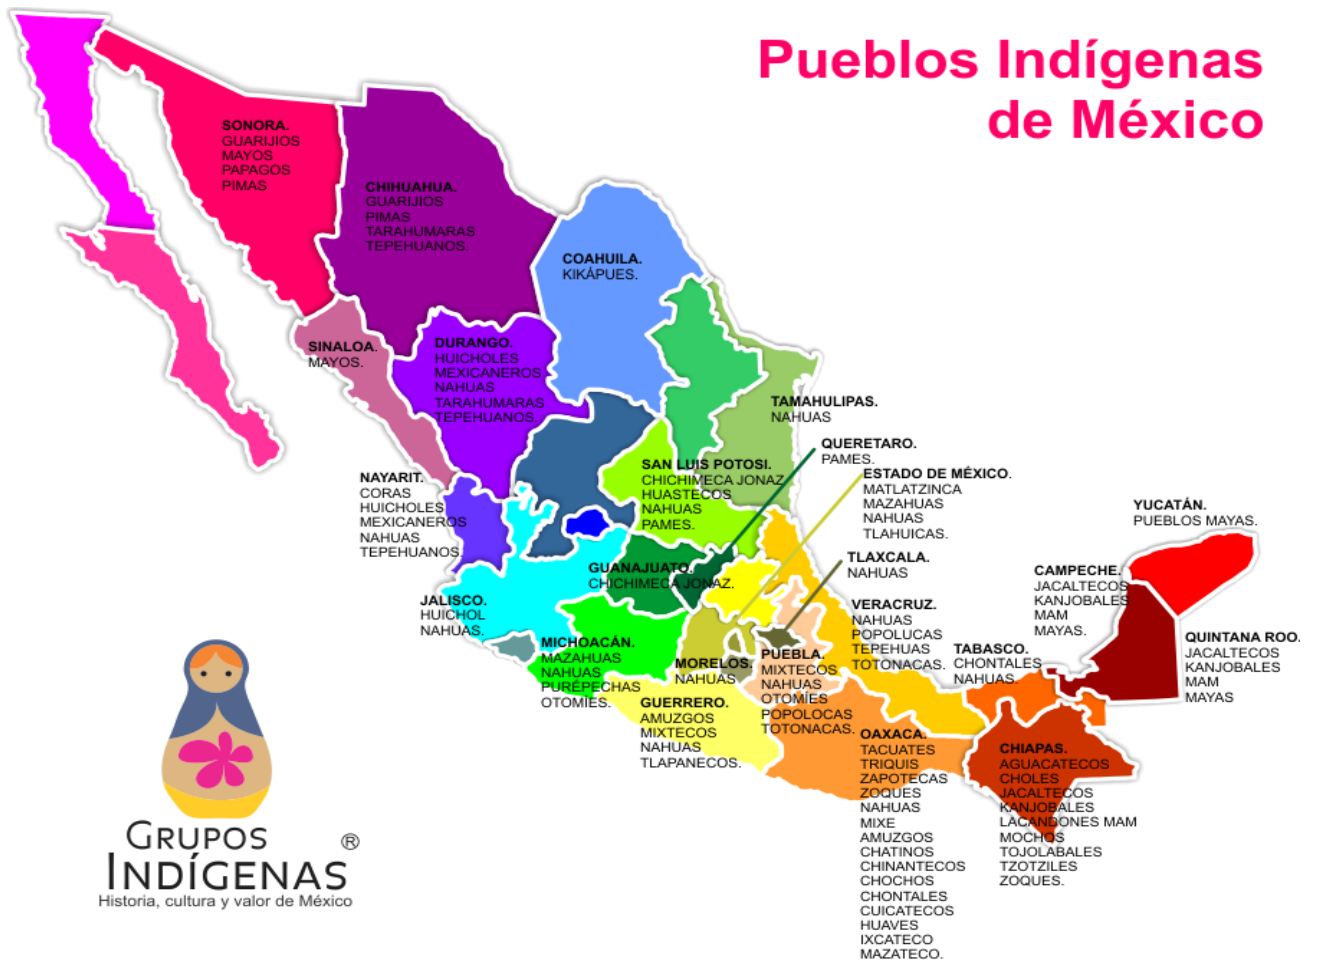 Pueblos Indígenas
de México
SONORA.
GUARIJIOS
MAYOS
PAPAGOS
PIMAS
CHIHUAHUA.
GUARIJIOS
PIMAS
TARAHUMARAS
TEPEHUANOS.
COAHUILA.
KIKÁPUES.
SINALOA.
MAYOS.
DURANGO.
HUICHOLES
MEXICANEROS
NAHUAS
TARAHUMARAS
TEPEHUANOS.
TAMAHULIPAS.
NAHUAS
QUERETARO.
PAMES.
SAN LUIS POTOSI.
CHICHIMECA JONAZ
HUASTECOS
NAHUAS
PAMES.
ESTADO DE MÉXICO.
MATLATZINCA
MAZAHUAS
NAHUAS
TLAHUICAS.
NAYARIT.
CORAS
HUICHOLES
MEXICANEROS
NAHUAS
TEPEHUANOS.
YUCATÁN.
PUEBLOS MAYAS.
TLAXCALA.
NAHUAS
GUANAJUATO.
CHICHIMECA JONAZ.
CAMPECHE.
JACALTECOS
KANJOBALES
MAM
MAYAS.
JALISCO.
HUICHOL
NAHUAS.
VERACRUZ.
NAHUAS
POPOLUCAS
TEPEHUAS
TOTONACAS.
QUINTANA ROO.
JACALTECOS
KANJOBALES
MAM
MAYAS
MICHOACÁN.
MAZAHUAS
NAHUAS
PURÉPECHAS
OTOMIES.
MORELOS.
NAHUAS
PUEBLA.
MIXTECOS
NAHUAS
OTOMÍES
POPOLOCAS
TOTONACAS.
TABASCO.
CHONTALES
NAHUAS.
GUERRERO.
AMUZGOS
MIXTECOS
NAHUAS
TLAPANECOS.
OAXACA.
TACUATES
TRIQUIS
ZAPOTECAS
ZOQUES
NAHUAS
MIXE
AMUZGOS
CHATINOS
CHINANTECOS
CHOCHOS
CHONTALES
CUICATECOS
HUAVES
IXCATECO
MAZATECO.
CHIAPAS.
AGUACATECOS
CHOLES
JACALTECOS
KANJOBALES
LACANDONES MAM
MOCHOS
TOJOLABALES
TZOTZILES
ZOQUES.
GRUPOS
INDÍGENAS ®
Historia, cultura y valor de México